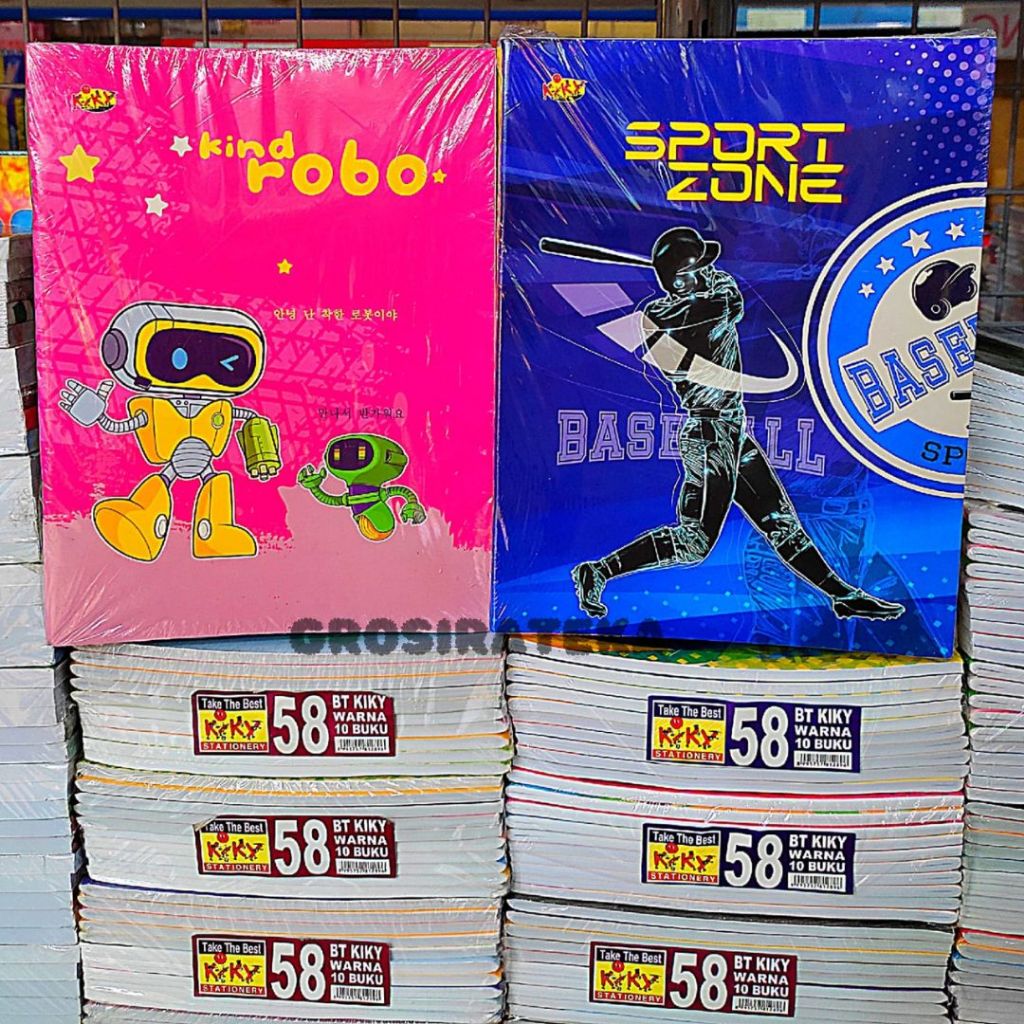 KiKY
kind
robo
안녕 난 착한 로봇이야
만나서 반가워요
KiKY
SPORT
ZONE
BASEBALL
BASEB
SP
GROSIRATEKA
Take The Best
KiKY
STATIONERY
58
BT KIKY
WARNA
10 BUKU
Take The Best
KiKY
STATIONERY
58
BT KIKY
WARNA
10 BUKU
Take The Best
KiKY
STATIONERY
58
BT KIKY
WARNA
10 BUKU
Take The Best
KiKY
STATIONERY
58
BT KIKY
WARNA
10 BUKU
Take The Best
KiKY
STATIONERY
58
BT KIKY
WARNA
10 BUKU
Take The Best
KiKY
STATIONERY
58
BT KIKY
WARNA
10 BUKU